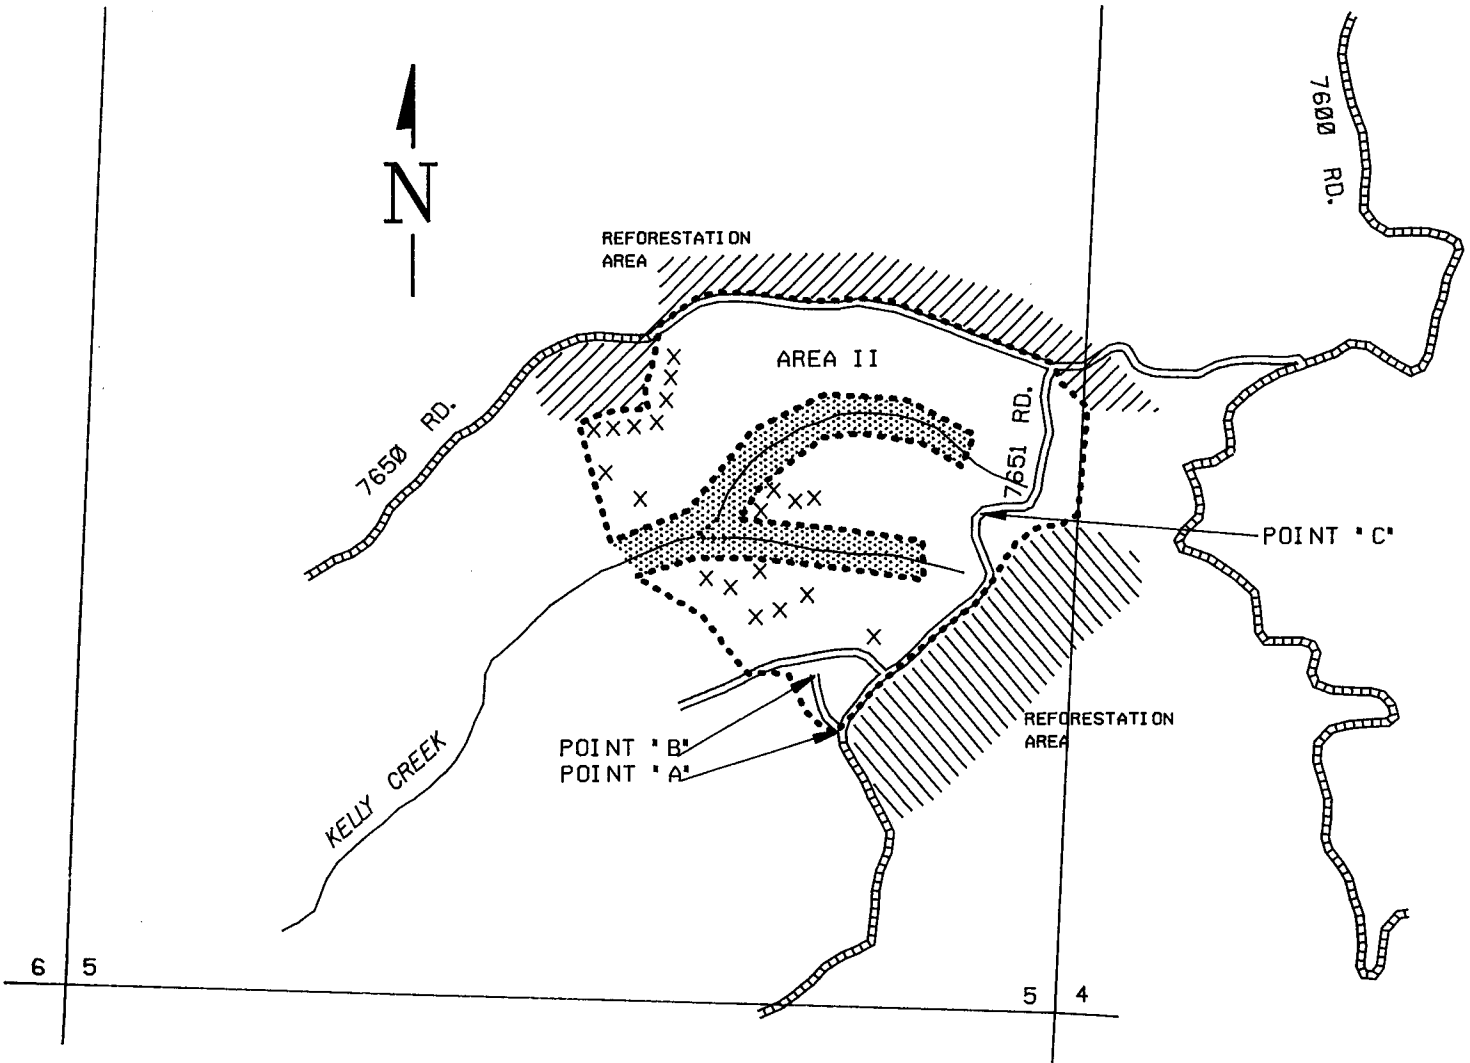 7600 RD.
N
REFORESTATION
AREA
AREA II
7651 RD.
7650 RD.
X X X X X X X X X X X X X X X X X X X X
POINT "C"
REFORESTATION
AREA
POINT "B"
POINT "A"
KELLY CREEK
6 5
5 4